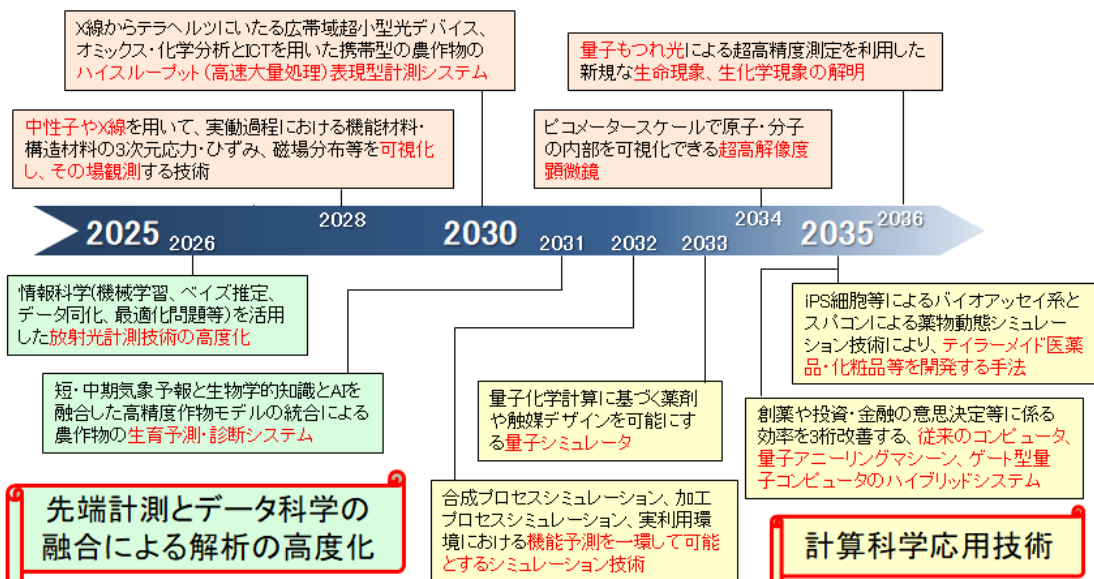 X線からテラヘルツにいたる広帯域超小型光デバイス、
オミックス・化学分析とICTを用いた携帯型の農作物の
ハイスループット(高速大量処理)表現型計測システム
量子もつれ光による超高精度測定を利用した
新規な生命現象、生化学現象の解明
中性子やX線を用いて、実働過程における機能材料・
構造材料の3次元応力・ひずみ、磁場分布等を可視化
し、その場観測する技術
ピコメータースケールで原子・分子
の内部を可視化できる超高解像度
顕微鏡
2025
2026
2028
2030
2031
2032
2033
2034
2035
2036
情報科学(機械学習、ベイズ推定、
データ同化、最適化問題等)を活用
した放射光計測技術の高度化
iPS細胞等によるバイオアッセイ系と
スパコンによる薬物動態シミュレー
ション技術により、テイラーメイド医薬
品・化粧品等を開発する手法
短・中期気象予報と生物学的知識とAIを
融合した高精度作物モデルの統合による
農作物の生育予測・診断システム
量子化学計算に基づく薬剤
や触媒デザインを可能にす
る量子シミュレータ
創薬や投資・金融の意思決定等に係る
効率を3桁改善する、従来のコンピュータ、
量子アニーリングマシーン、ゲート型量
子コンピュータのハイブリッドシステム
合成プロセスシミュレーション、加工
プロセスシミュレーション、実利用環
境における機能予測を一環して可能
とするシミュレーション技術
先端計測とデータ科学の
融合による解析の高度化
計算科学応用技術